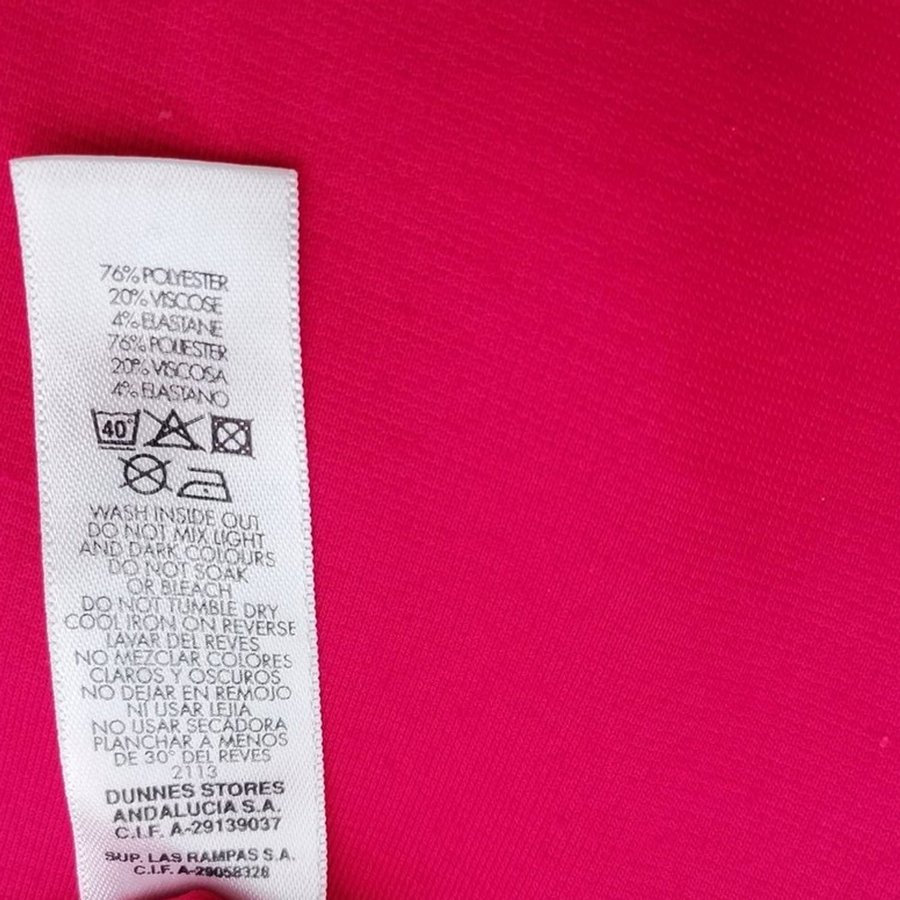 76% POLYESTER
20% VISCOSE
4% ELASTANE
76% POLIESTER
20% VISCOSA
4% ELASTANO
40°
WASH INSIDE OUT
DO NOT MIX LIGHT
AND DARK COLOURS
DO NOT SOAK
OR BLEACH
DO NOT TUMBLE DRY
COOL IRON ON REVERSE
LAVAR DEL REVES
NO MEZCLAR COLORES
CLAROS Y OSCUROS
NO DEJAR EN REMOJO
NI USAR LEJIA
NO USAR SECADORA
PLANCHAR A MENOS
DE 30° DEL REVES
2113
DUNNES STORES
ANDALUCIA S.A.
C.I.F. A-29139037
SUP. LAS RAMPAS S.A.
C.I.F. A-29058328